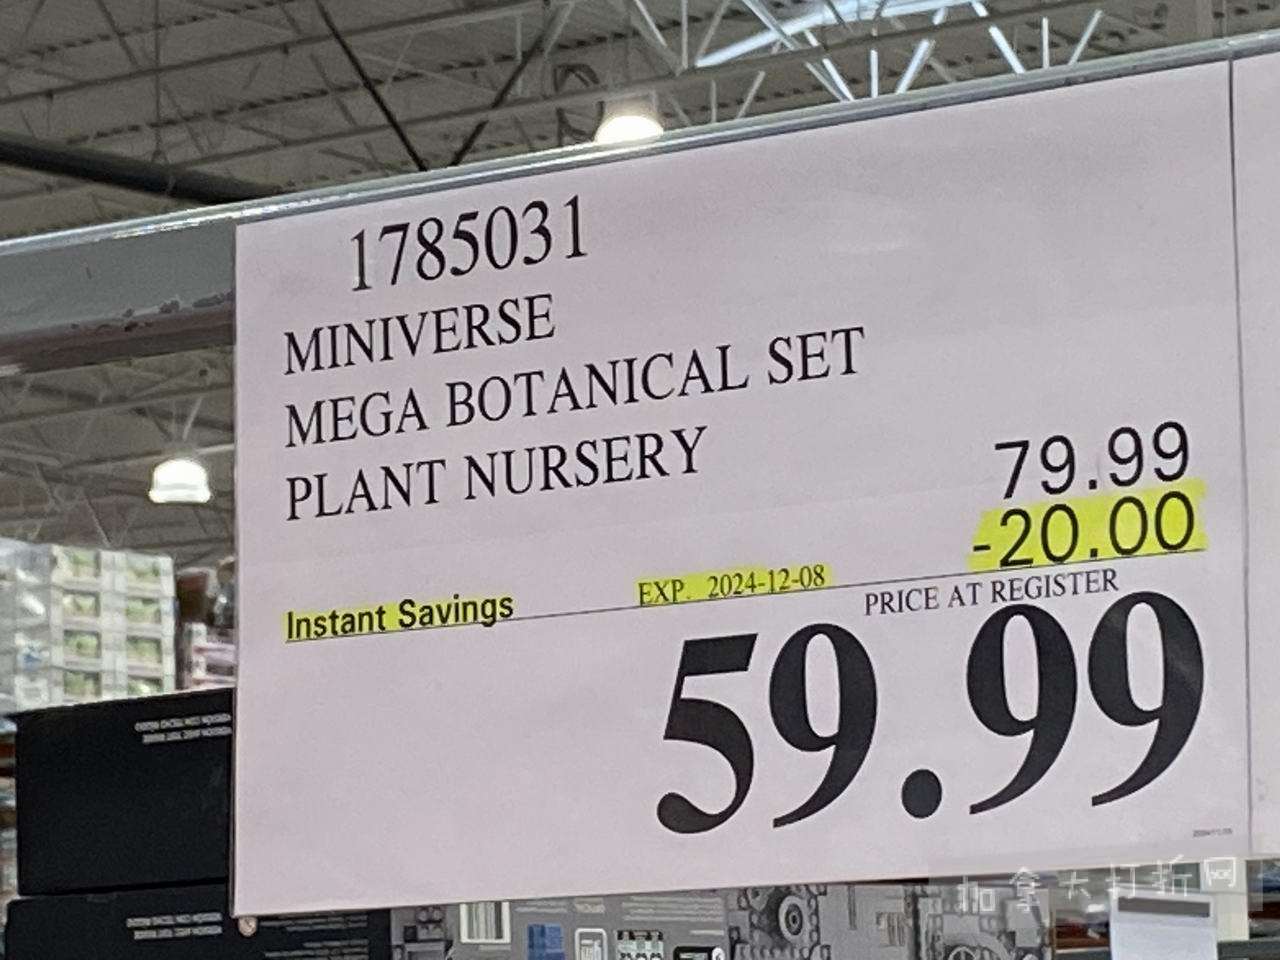 1785031
MINIVERSE
MEGA BOTANICAL SET
PLANT NURSERY
79.99
-20.00
Instant Savings
EXP. 2024-12-08
PRICE AT REGISTER
59.99
加拿大打折网